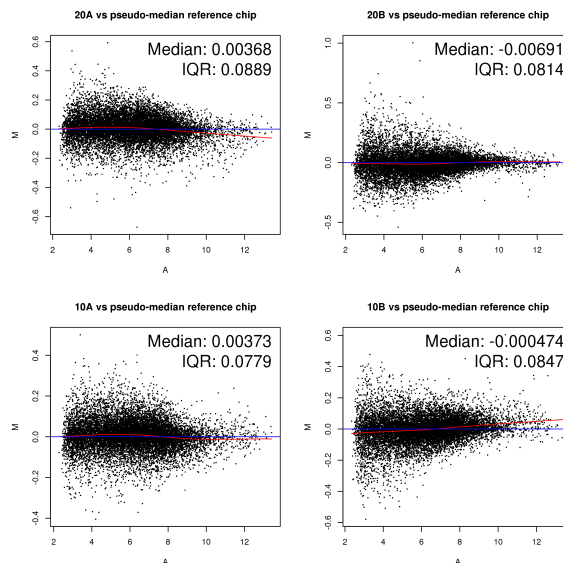 20A vs pseudo-median reference chip
Median: 0.00368
IQR: 0.0889
M
0.6
0.4
0.2
0.0
-0.2
-0.4
-0.6
2 4 6 8 10 12
A
20B vs pseudo-median reference chip
Median: -0.00691
IQR: 0.0814
M
1.0
0.5
0.0
-0.5
2 4 6 8 10 12
A
10A vs pseudo-median reference chip
Median: 0.00373
IQR: 0.0779
M
0.4
0.2
0.0
-0.2
-0.4
2 4 6 8 10 12
A
10B vs pseudo-median reference chip
Median: -0.000474
IQR: 0.0847
M
0.6
0.4
0.2
0.0
-0.2
-0.4
-0.6
2 4 6 8 10 12
A